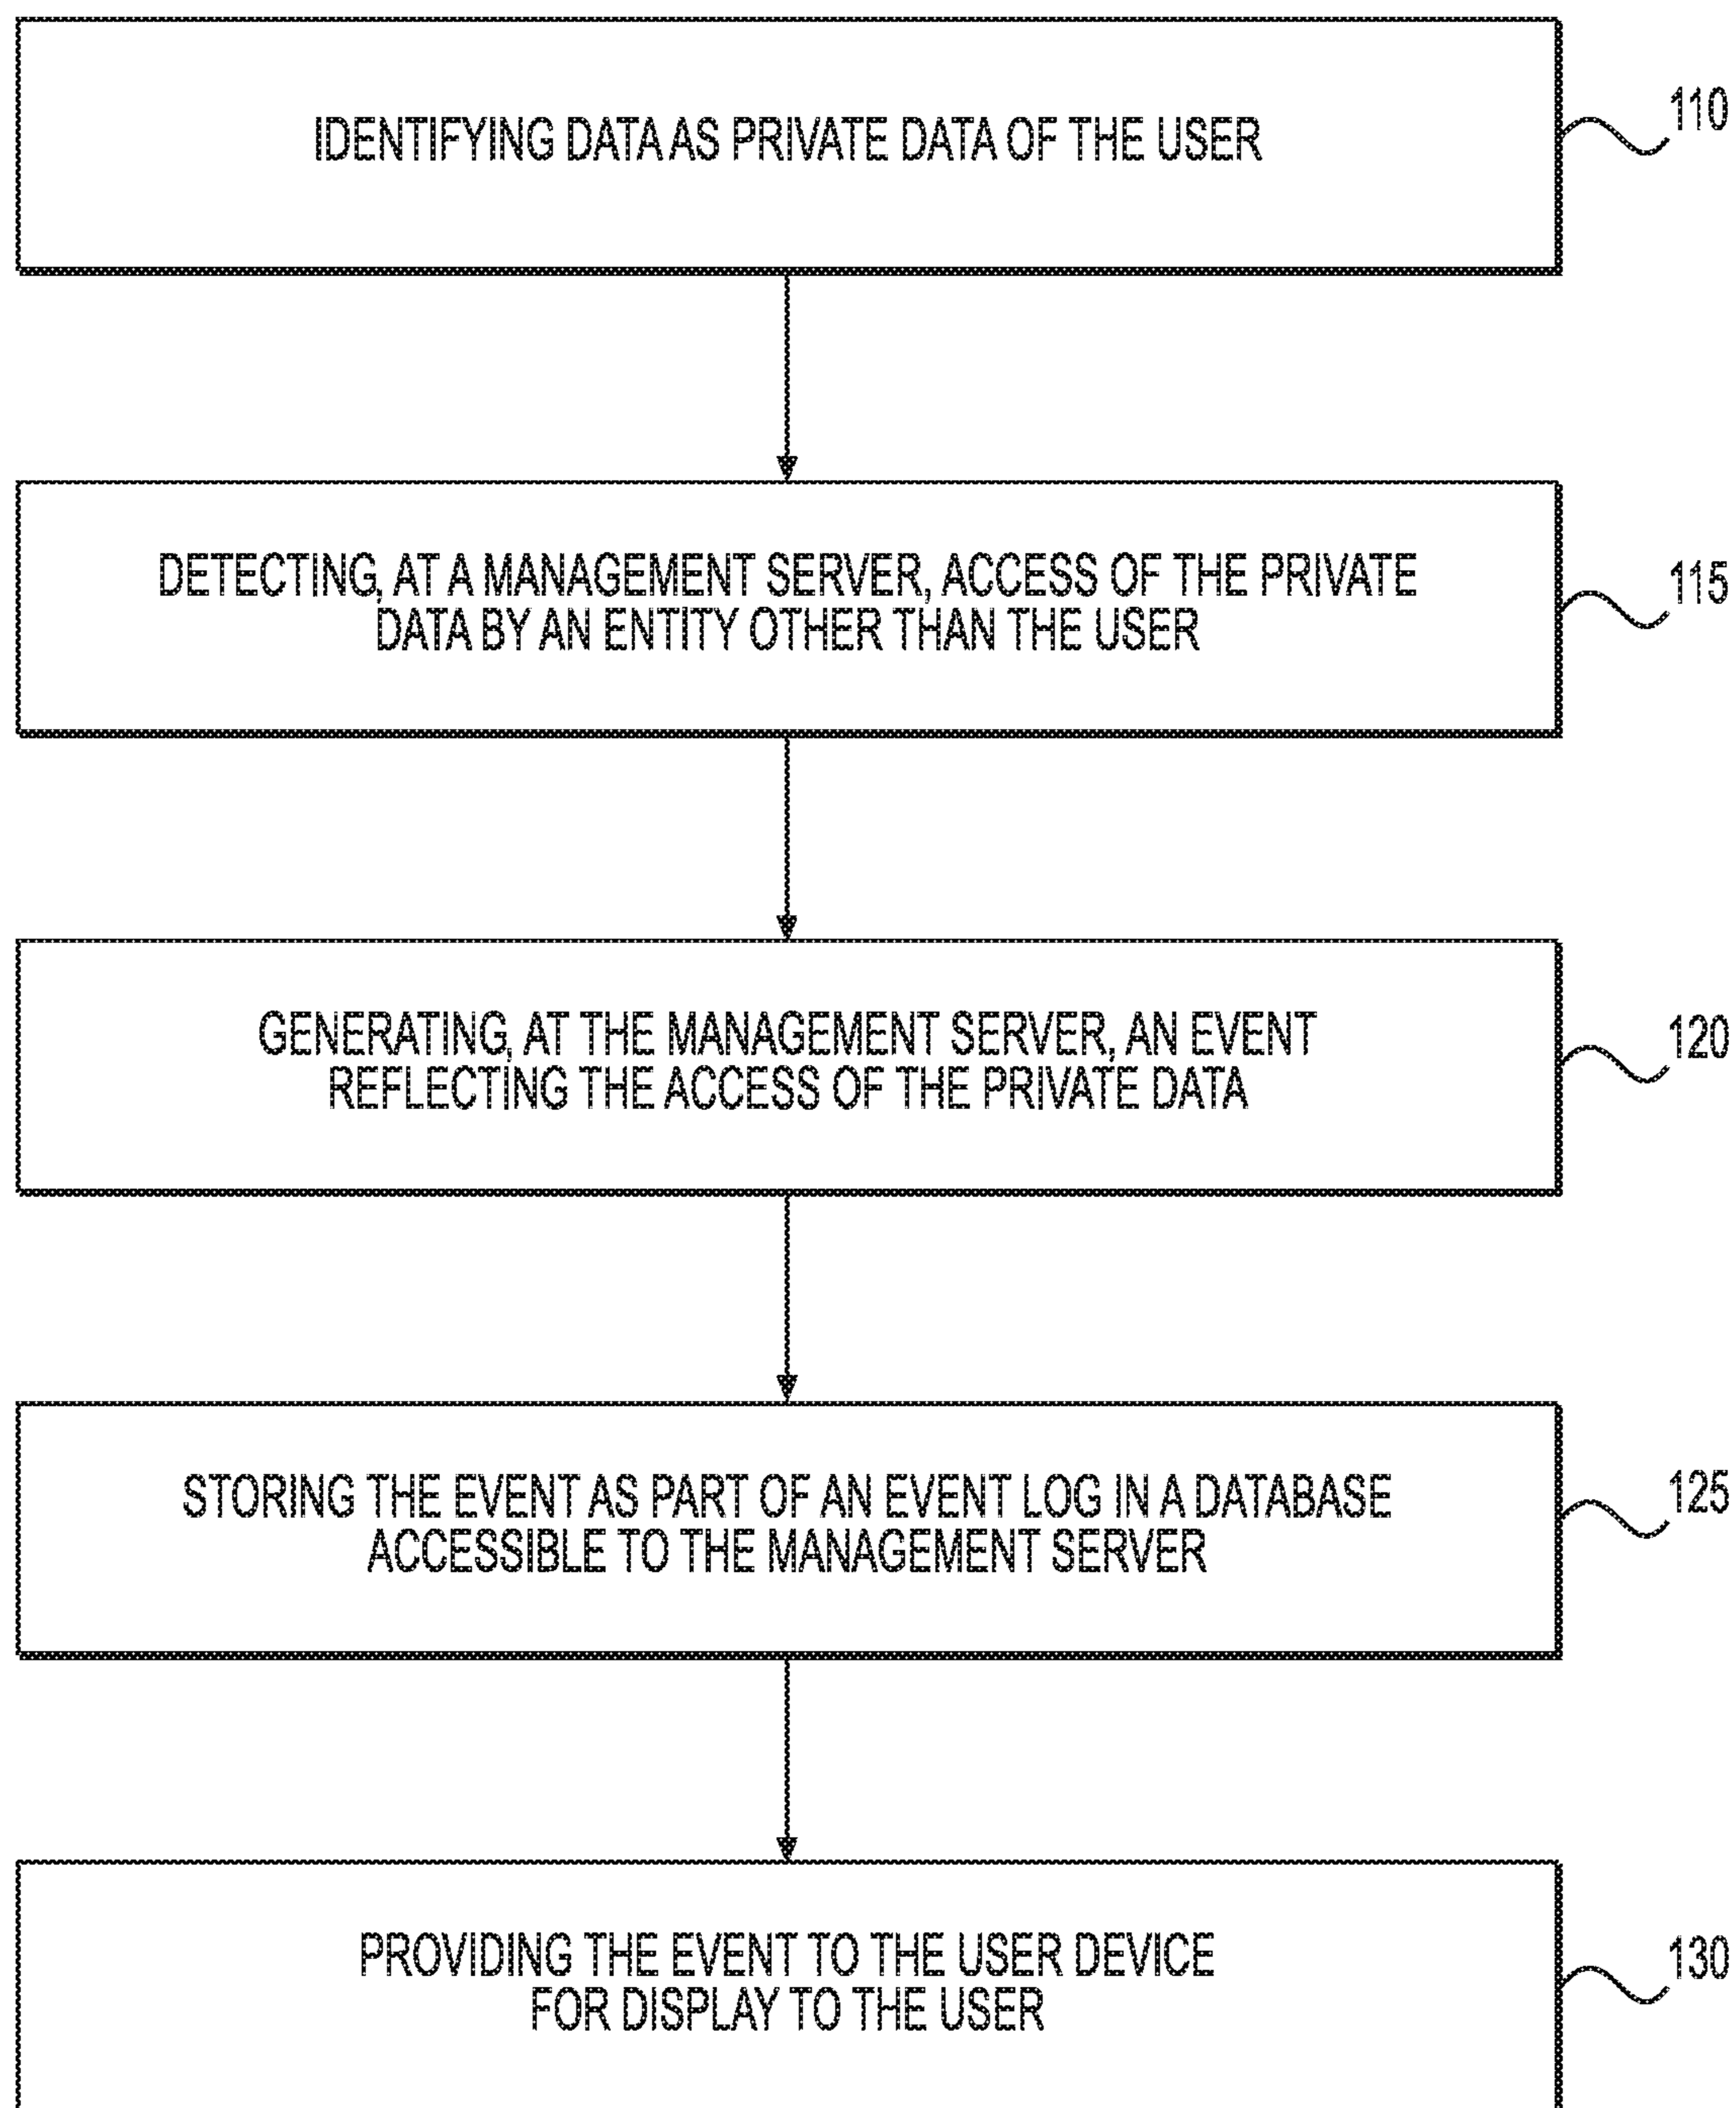 IDENTIFYING DATA AS PRIVATE DATA OF THE USER
110
DETECTING, AT A MANAGEMENT SERVER, ACCESS OF THE PRIVATE
DATA BY AN ENTITY OTHER THAN THE USER
115
GENERATING, AT THE MANAGEMENT SERVER, AN EVENT
REFLECTING THE ACCESS OF THE PRIVATE DATA
120
STORING THE EVENT AS PART OF AN EVENT LOG IN A DATABASE
ACCESSIBLE TO THE MANAGEMENT SERVER
125
PROVIDING THE EVENT TO THE USER DEVICE
FOR DISPLAY TO THE USER
130